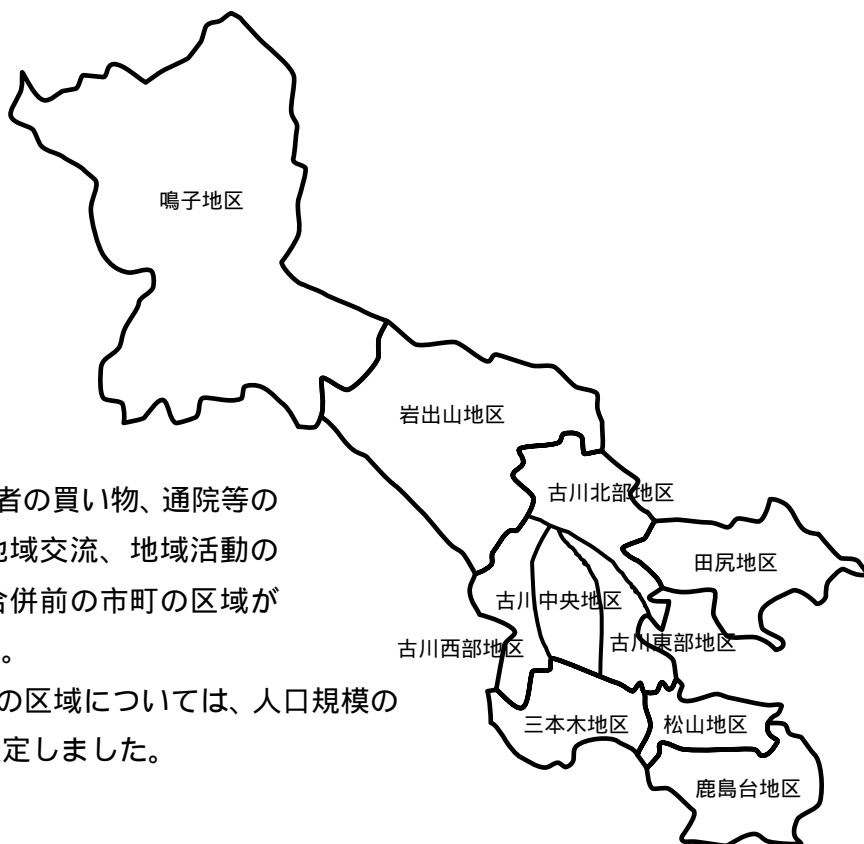 鳴子地区
岩出山地区
古川北部地区
田尻地区
古川中央地区
古川西部地区
古川東部地区
三本木地区
松山地区
鹿島台地区
者の買い物、通院等の
地域交流、地域活動の
合併前の市町の区域が
。
の区域については、人口規模の
定しました。